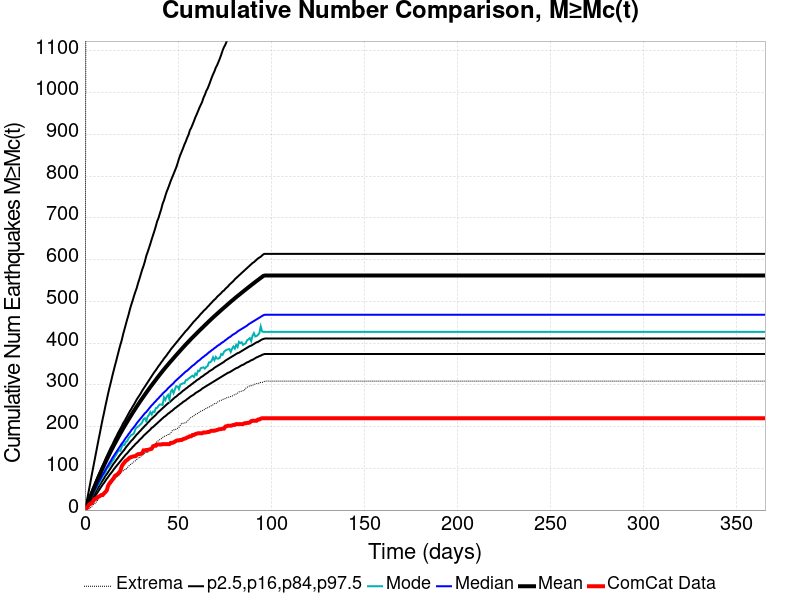 Cumulative Number Comparison, M≥Mc(t)
Cumulative Num Earthquakes M≥Mc(t)
1100
1000
900
800
700
600
500
400
300
200
100
0
0 50 100 150 200 250 300 350
Time (days)
Extrema p2.5,p16,p84,p97.5 Mode Median Mean ComCat Data